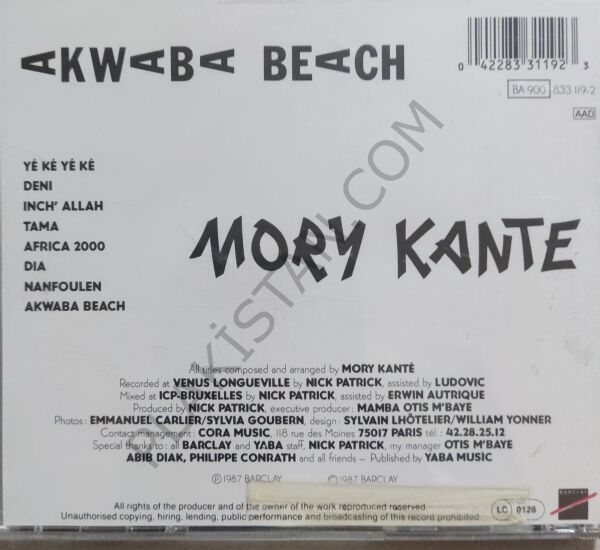 AKWABA BEACH
0 42283 31192 3
BA 900 833 119-2
AAD
YÉ KÉ YÉ KÉ
DENI
INCH' ALLAH
TAMA
AFRICA 2000
DIA
NANFOULEN
AKWABA BEACH
MORY KANTE
PLAKİSTAN.COM
All titles composed and arranged by MORY KANTÉ
Recorded at VENUS LONGUEVILLE by NICK PATRICK, assisted by LUDOVIC
Mixed at ICP-BRUXELLES by NICK PATRICK, assisted by ERWIN AUTRIQUE
Produced by NICK PATRICK, executive producer : MAMBA OTIS M'BAYE
Photos : EMMANUEL CARLIER/SYLVIA GOUBERN, design : SYLVAIN LHÔTELIER/WILLIAM YONNER
Contact management : CORA MUSIC, 118 rue des Moines 75017 PARIS tél. : 42.28.25.12
Special thanks to : all BARCLAY and YABA staff, NICK PATRICK, my manager OTIS M'BAYE
ABIB DIAK, PHILIPPE CONRATH and all friends – Published by YABA MUSIC
Ⓟ 1987 BARCLAY © 1987 BARCLAY
All rights of the producer and of the owner of the work reproduced reserved.
Unauthorised copying, hiring, lending, public performance and broadcasting of this record prohibited.
LC 0126
BARCLAY